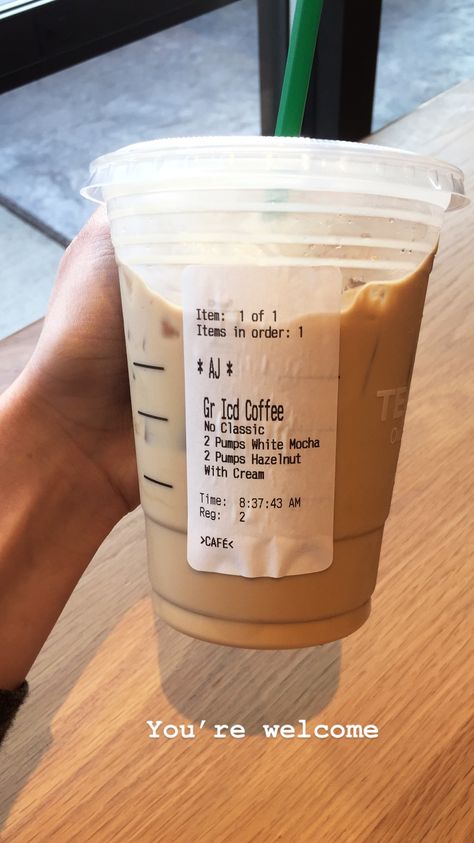 Item: 1 of 1
Items in order: 1
* AJ *
Gr Icd Coffee
No Classic
2 Pumps White Mocha
2 Pumps Hazelnut
With Cream
Time: 8:37:43 AM
Reg: 2
>CAFÉ<
You're welcome